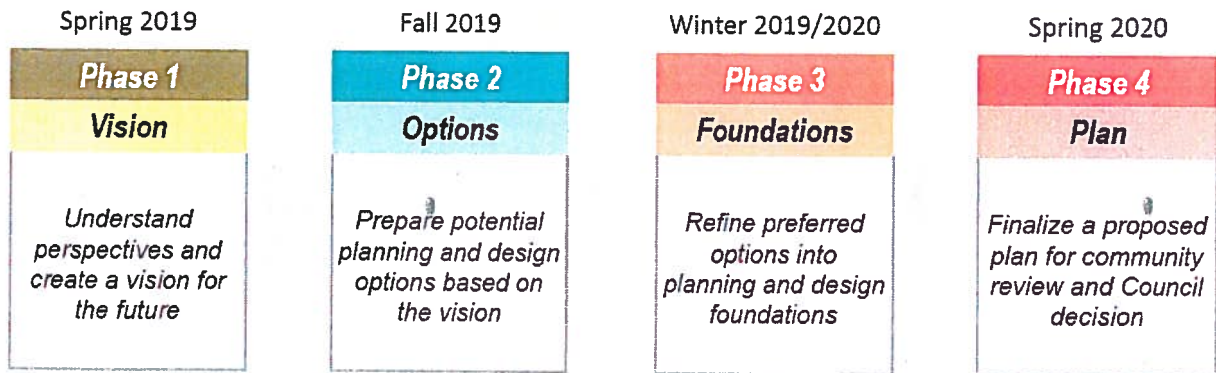 Spring 2019
Phase 1
Vision
Understand
perspectives and
create a vision for
the future
Fall 2019
Phase 2
Options
Prepare potential
planning and design
options based on
the vision
Winter 2019/2020
Phase 3
Foundations
Refine preferred
options into
planning and design
foundations
Spring 2020
Phase 4
Plan
Finalize a proposed
plan for community
review and Council
decision